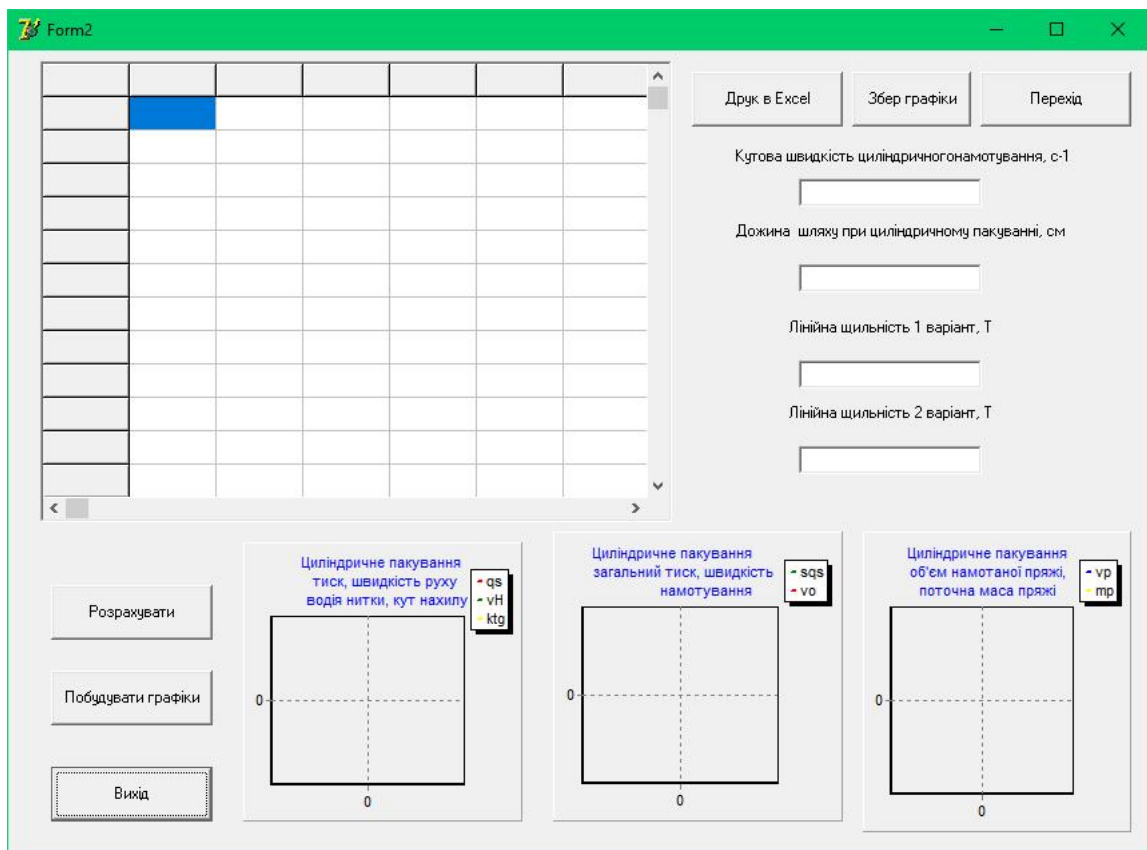 Form2
Друк в Excel
Збер графіки
Перехід
Кутова швидкість циліндричногонамотування, с-1
Дожина шляху при циліндричному пакуванні, см
Лінійна щильність 1 варіант, Т
Лінійна щильність 2 варіант, Т
Розрахувати
Побудувати графіки
Вихід
Циліндричне пакування
тиск, швидкість руху
водія нитки, кут нахилу
qs
vH
ktg
0
0
Циліндричне пакування
загальний тиск, швидкість
намотування
sqs
vo
0
0
Циліндричне пакування
об'єм намотаної пряжі,
поточна маса пряжі
vp
mp
0
0